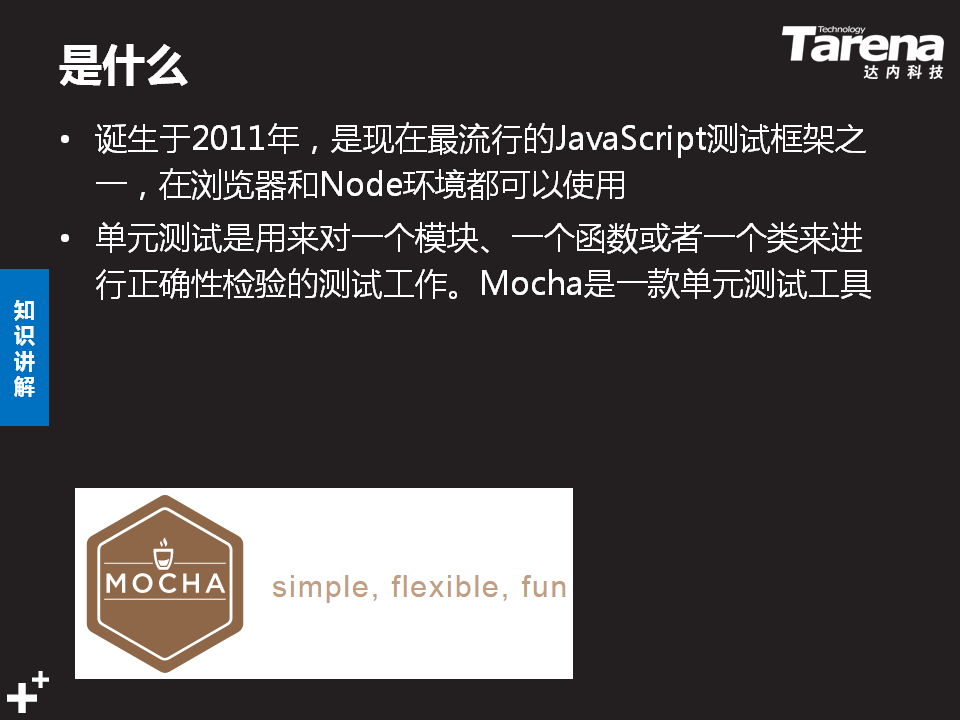 是什么
Technology
Tarena
达内科技
• 诞生于2011年，是现在最流行的JavaScript测试框架之
一，在浏览器和Node环境都可以使用
• 单元测试是用来对一个模块、一个函数或者一个类来进
行正确性检验的测试工作。Mocha是一款单元测试工具
知识讲解
MOCHA
simple, flexible, fun